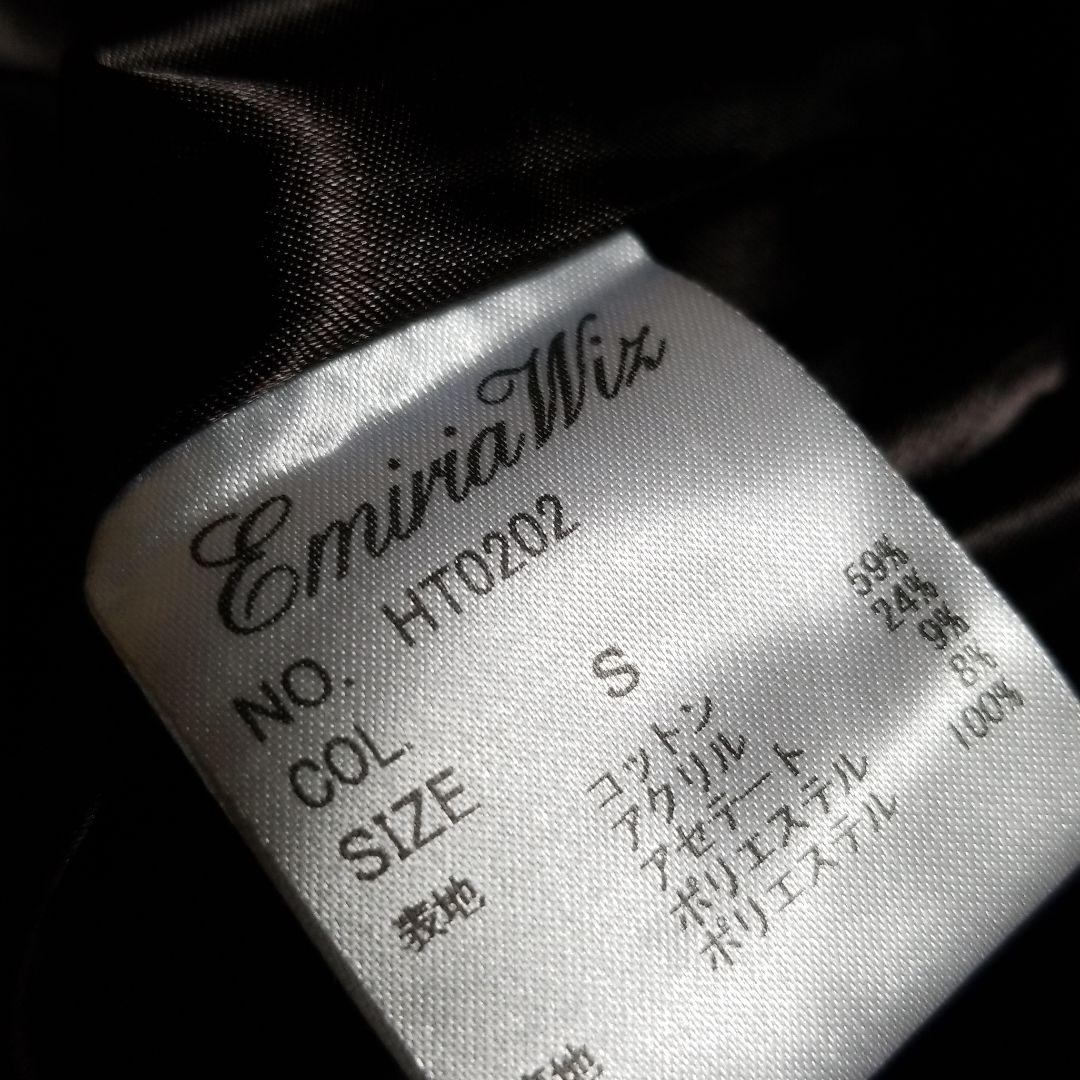 EmiriaWiz
NO. HT0202
COL.
SIZE S
表地 コットン 59%
アクリル 24%
アセテート 9%
ポリエステル 8%
ポリエステル 100%